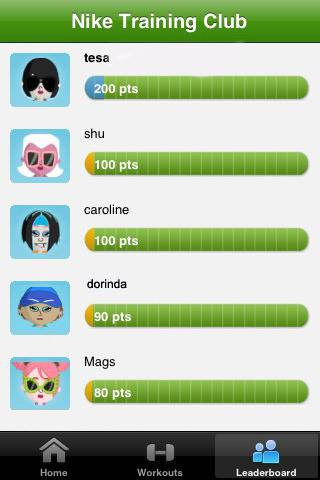 Nike Training Club
tesa
200 pts
shu
100 pts
caroline
100 pts
dorinda
90 pts
Mags
80 pts
Home Workouts Leaderboard